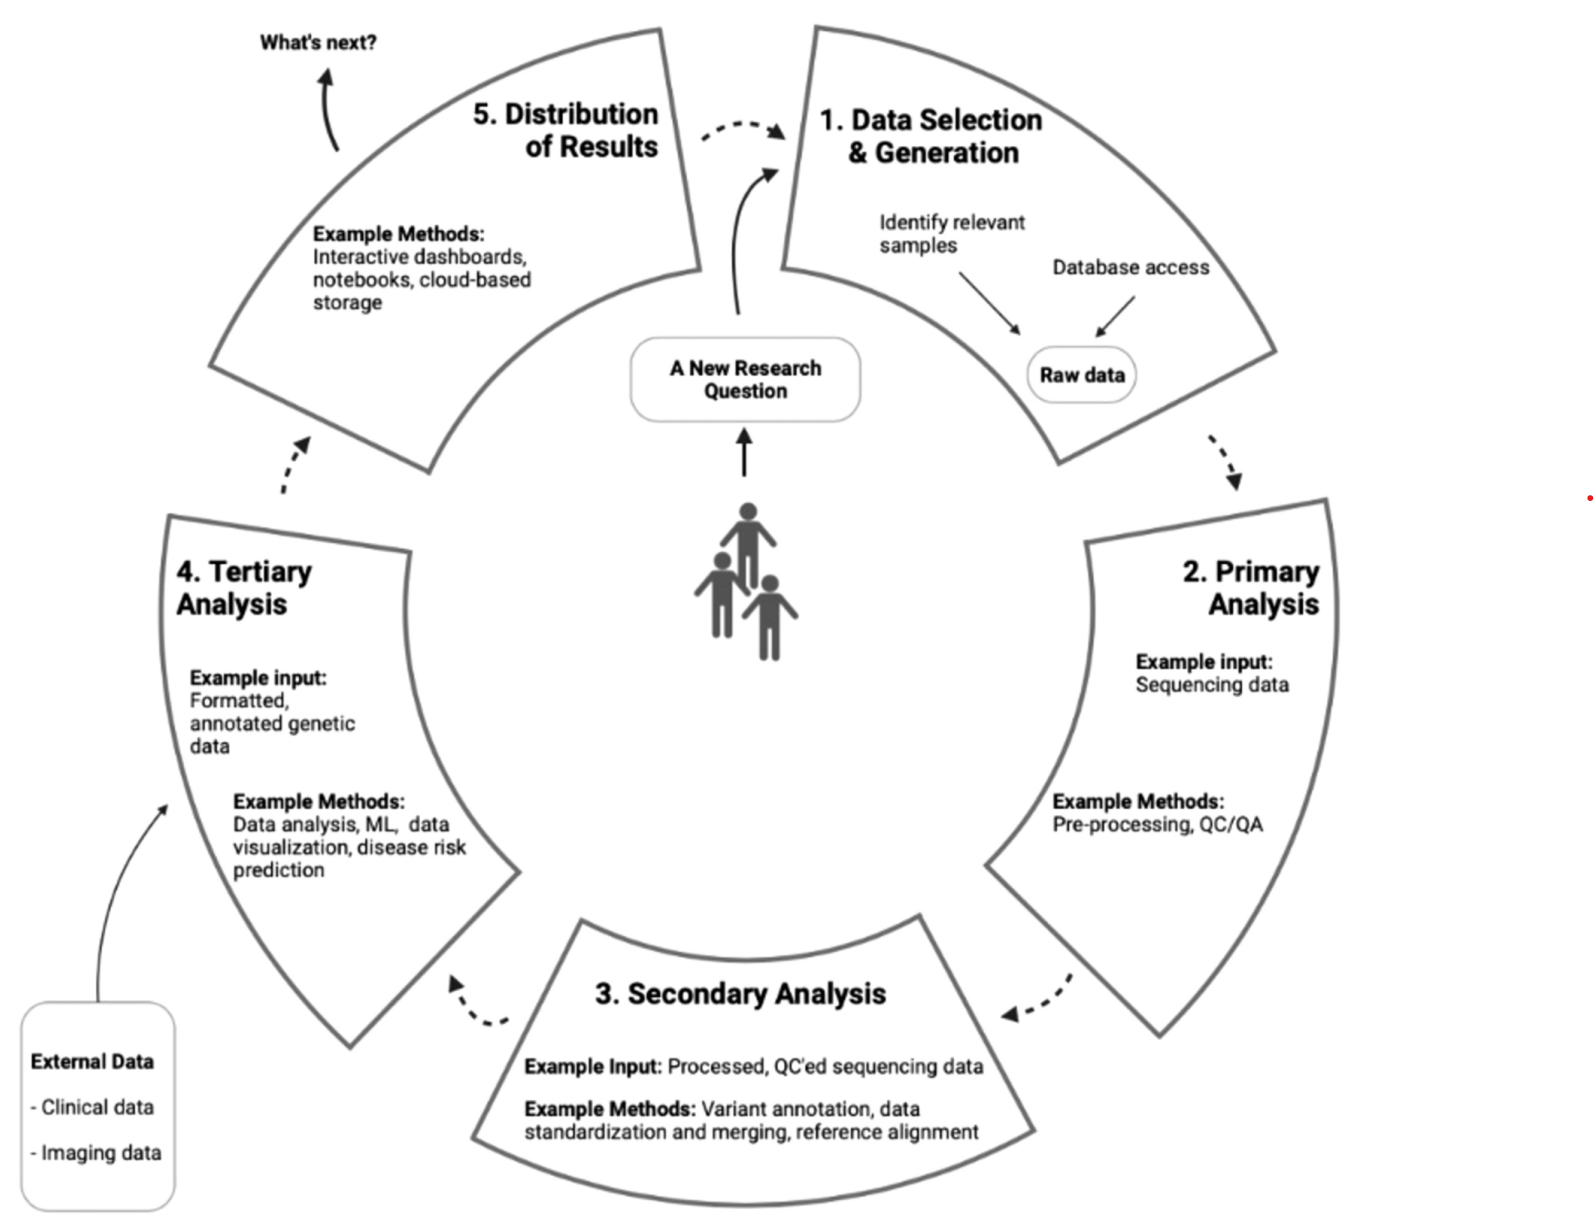 What's next?
5. Distribution
of Results
Example Methods:
Interactive dashboards,
notebooks, cloud-based
storage
1. Data Selection
& Generation
Identify relevant
samples
Database access
Raw data
A New Research
Question
2. Primary
Analysis
Example input:
Sequencing data
Example Methods:
Pre-processing, QC/QA
3. Secondary Analysis
Example Input: Processed, QC'ed sequencing data
Example Methods: Variant annotation, data
standardization and merging, reference alignment
4. Tertiary
Analysis
Example input:
Formatted,
annotated genetic
data
Example Methods:
Data analysis, ML, data
visualization, disease risk
prediction
External Data
- Clinical data
- Imaging data